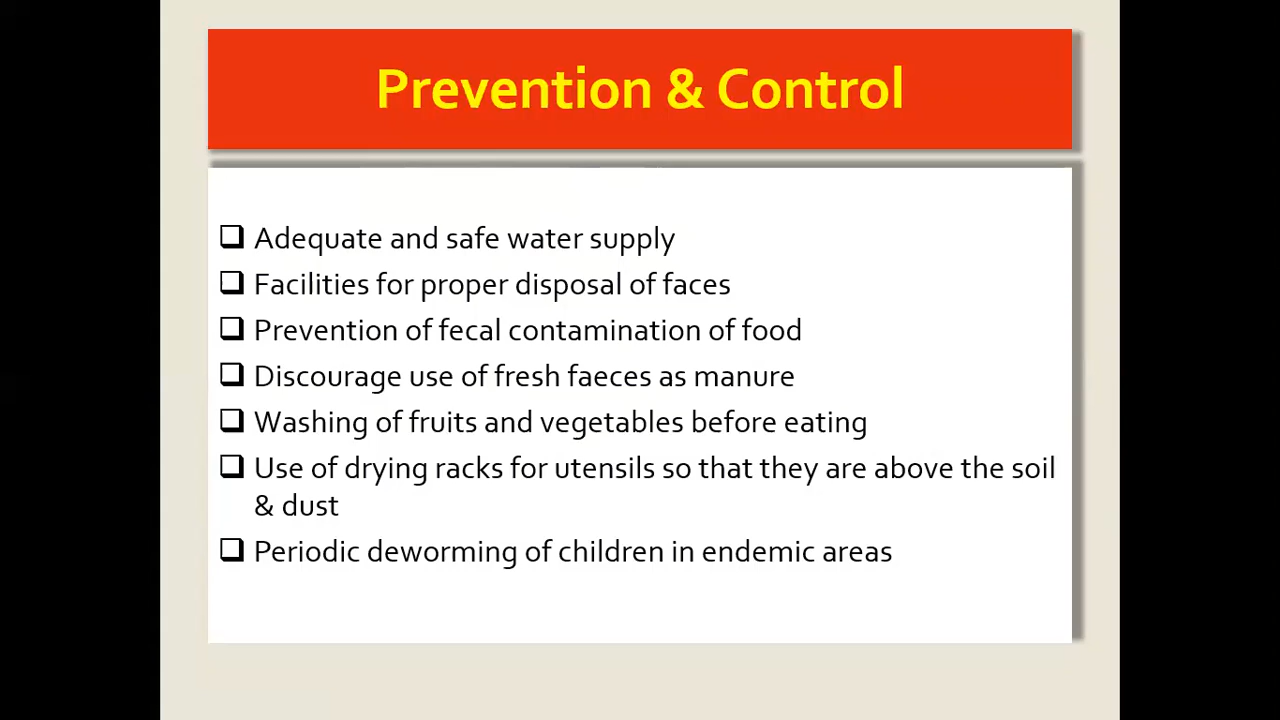 Prevention & Control
Adequate and safe water supply
Facilities for proper disposal of faces
Prevention of fecal contamination of food
Discourage use of fresh faeces as manure
Washing of fruits and vegetables before eating
Use of drying racks for utensils so that they are above the soil
& dust
Periodic deworming of children in endemic areas